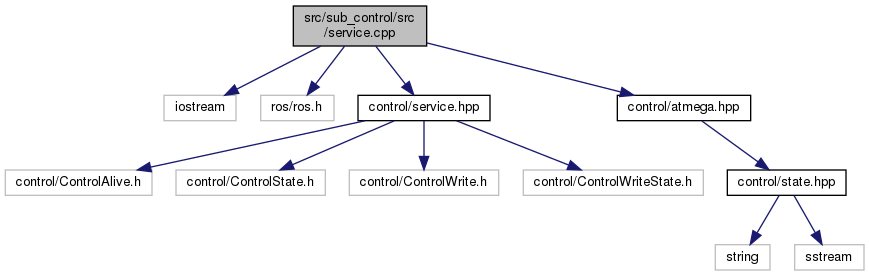 src/sub_control/src
/service.cpp
iostream
ros/ros.h
control/service.hpp
control/atmega.hpp
control/ControlAlive.h
control/ControlState.h
control/ControlWrite.h
control/ControlWriteState.h
control/state.hpp
string
sstream